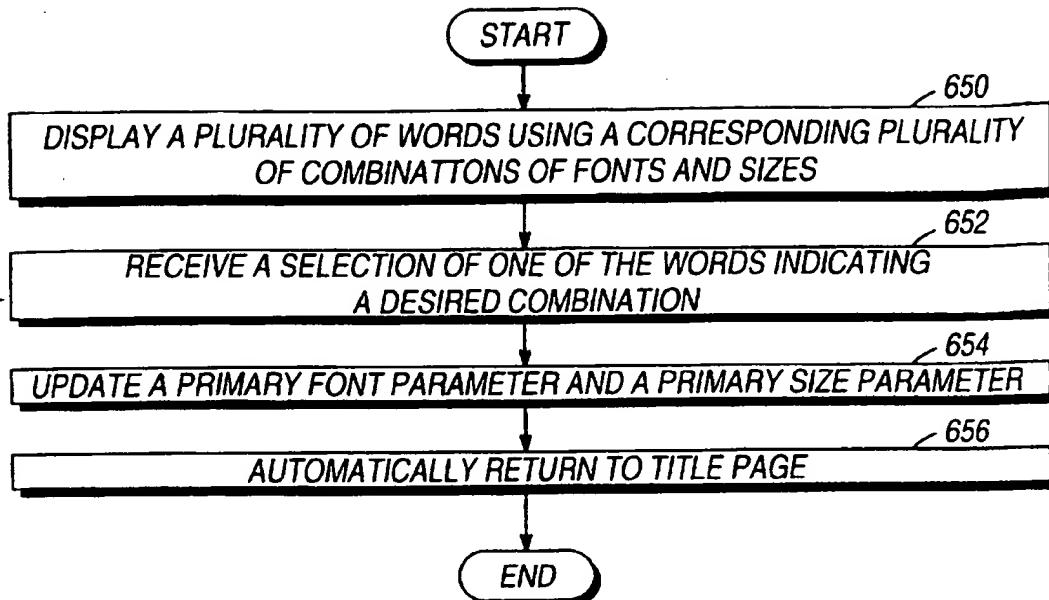 START
650
DISPLAY A PLURALITY OF WORDS USING A CORRESPONDING PLURALITY
OF COMBINATTONS OF FONTS AND SIZES
652
RECEIVE A SELECTION OF ONE OF THE WORDS INDICATING
A DESIRED COMBINATION
654
UPDATE A PRIMARY FONT PARAMETER AND A PRIMARY SIZE PARAMETER
656
AUTOMATICALLY RETURN TO TITLE PAGE
END